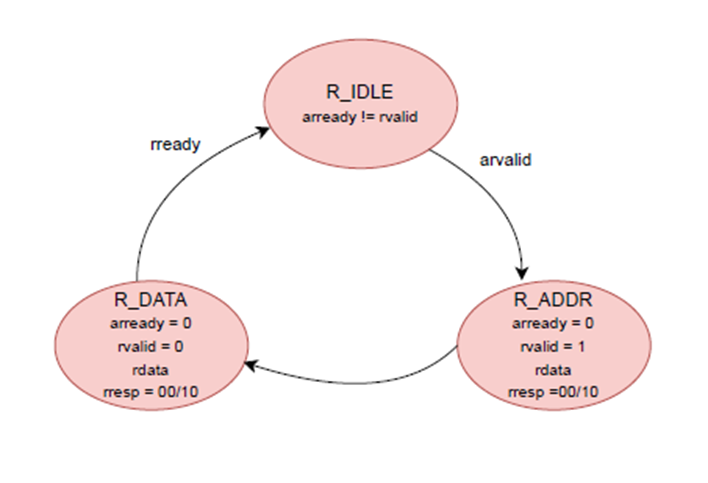 R_IDLE
arready != rvalid
rready
arvalid
R_DATA
arready = 0
rvalid = 0
rdata
rresp = 00/10
R_ADDR
arready = 0
rvalid = 1
rdata
rresp =00/10